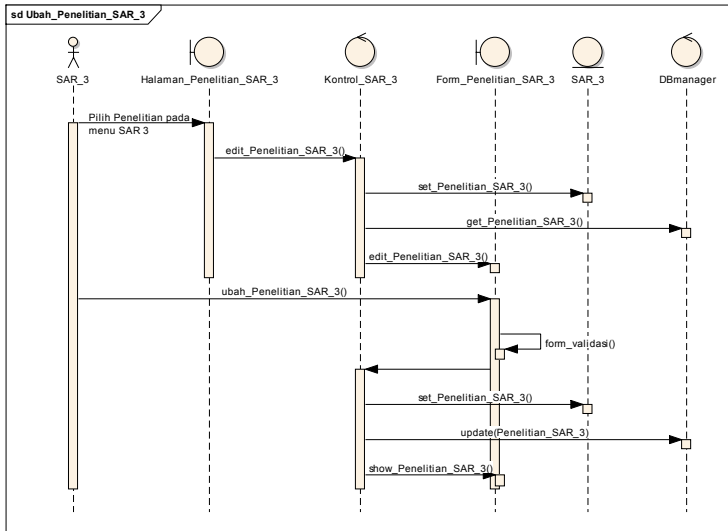 sd Ubah_Penelitian_SAR_3
SAR_3
Halaman_Penelitian_SAR_3
Kontrol_SAR_3
Form_Penelitian_SAR_3
SAR_3
DBmanager
Pilih Penelitian pada
menu SAR 3
edit_Penelitian_SAR_3()
set_Penelitian_SAR_3()
get_Penelitian_SAR_3()
edit_Penelitian_SAR_3()
ubah_Penelitian_SAR_3()
form_validasi()
set_Penelitian_SAR_3()
update(Penelitian_SAR_3)
show_Penelitian_SAR_3()